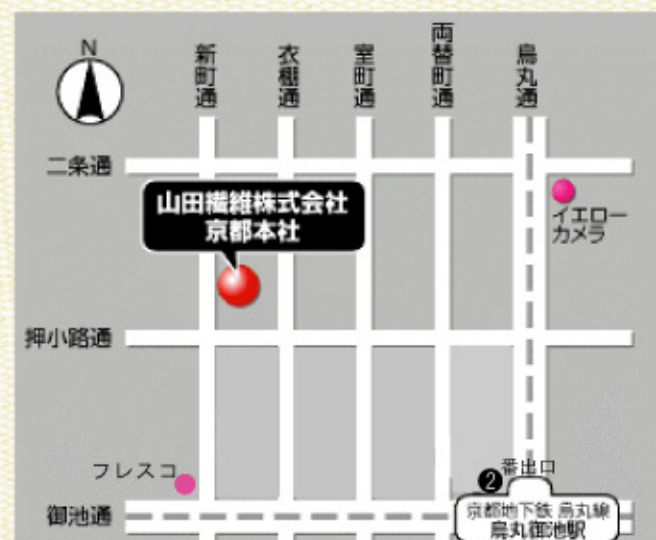 N
新町通
衣棚通
室町通
両替町通
烏丸通
二条通
山田繊維株式会社
京都本社
イエロー
カメラ
押小路通
フレスコ
❷番出口
御池通
京都地下鉄 烏丸線
烏丸御池駅